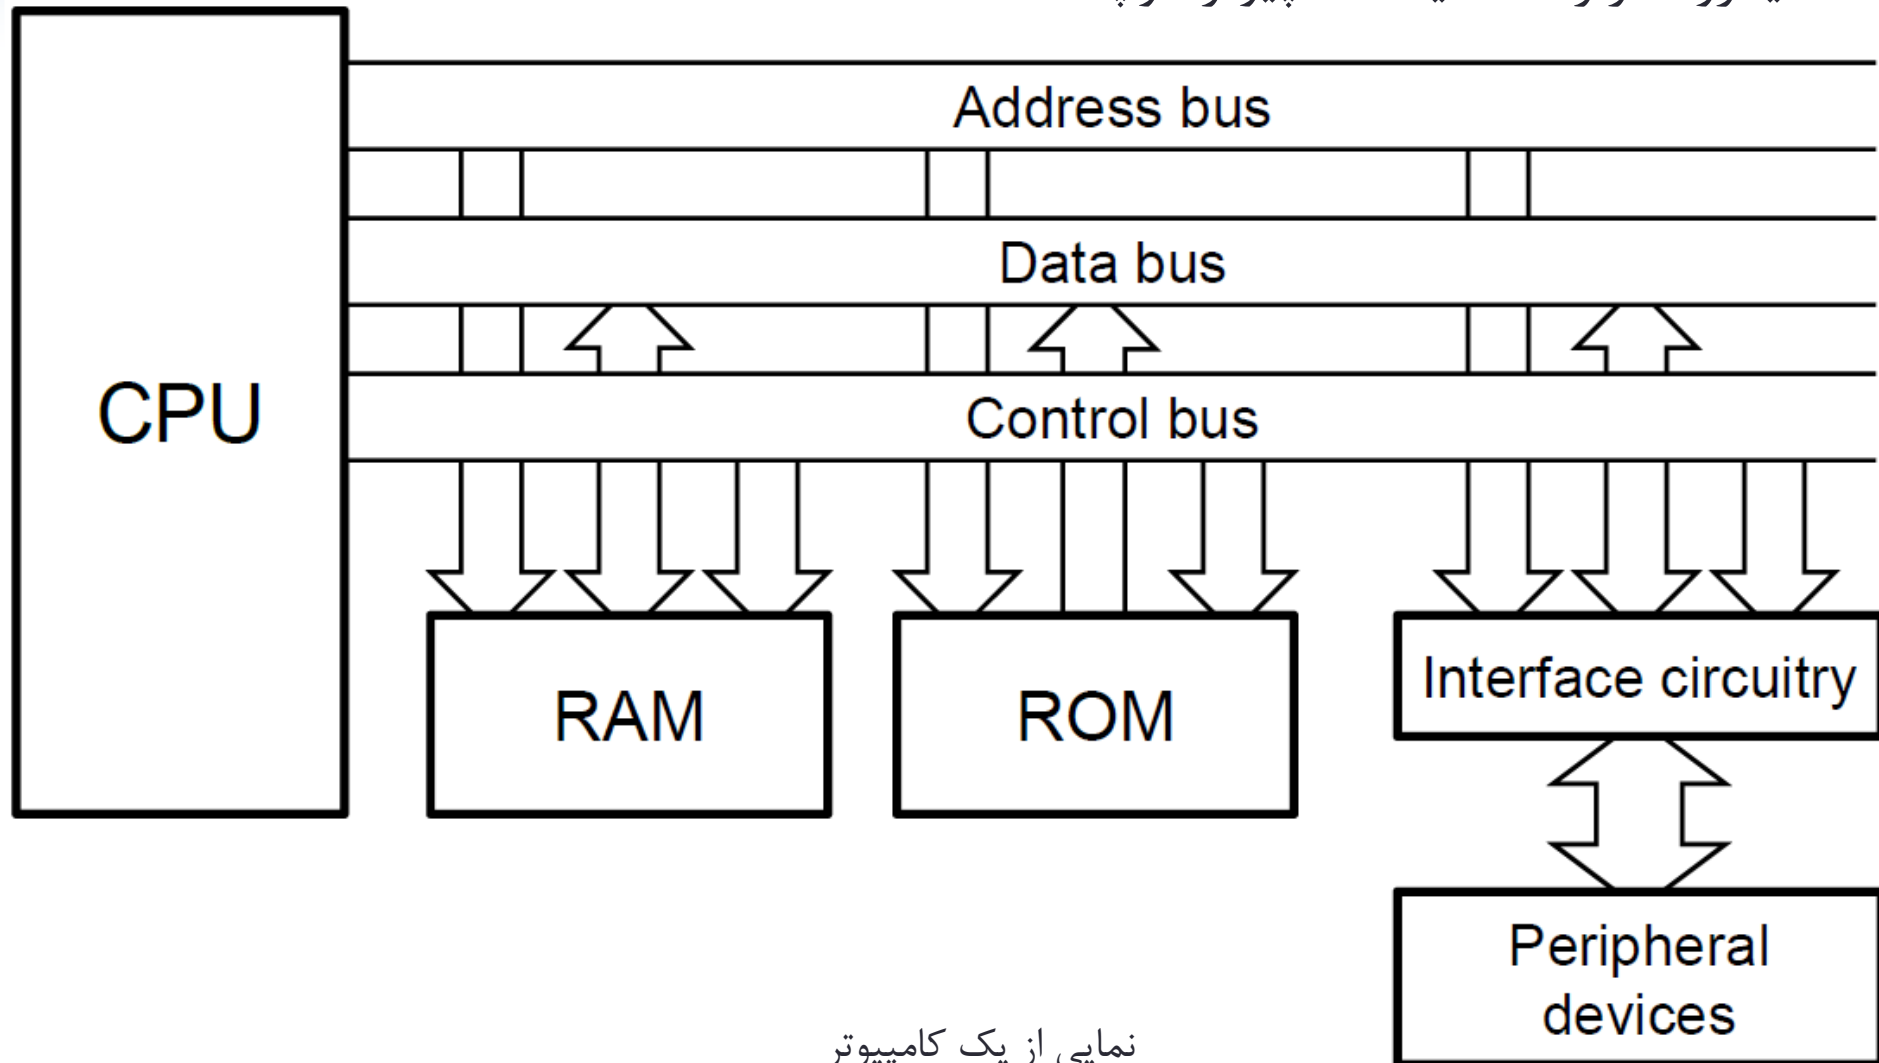 Address bus
Data bus
Control bus
CPU
RAM
ROM
Interface circuitry
Peripheral
devices
نمایی از یک کامپیوتر